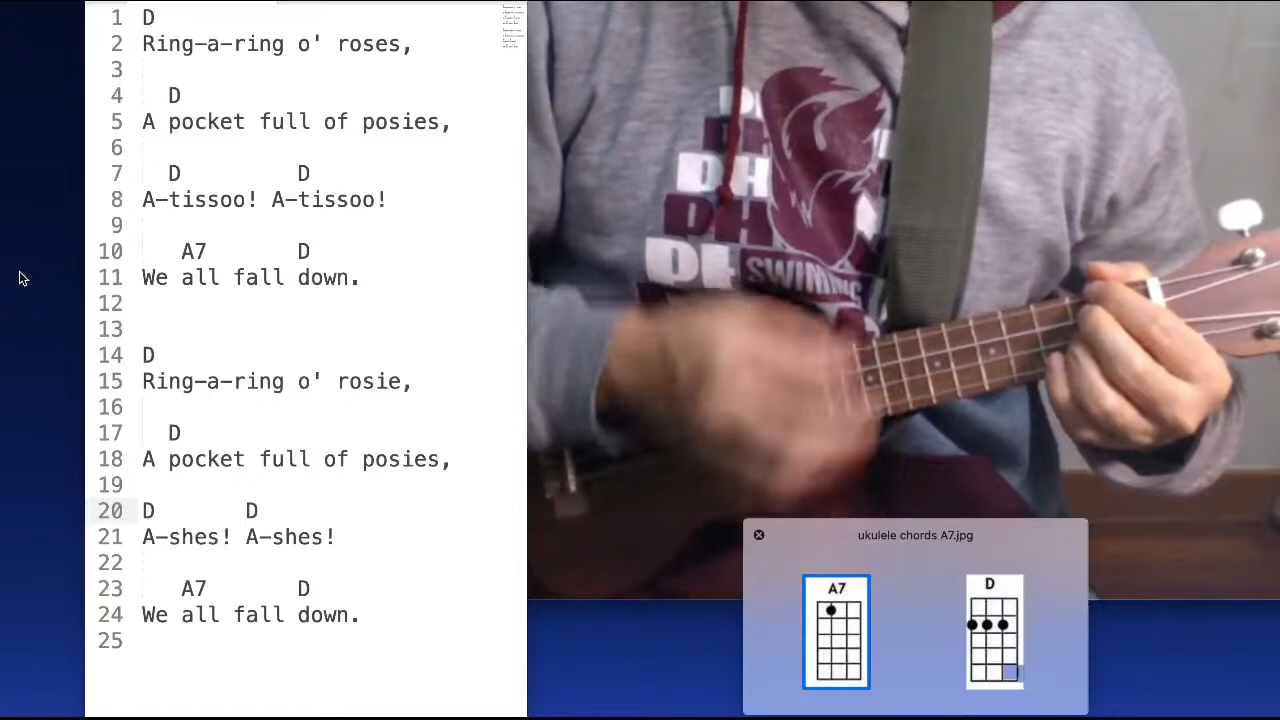 1 D
2 Ring-a-ring o' roses,
3
4 D
5 A pocket full of posies,
6
7 D D
8 A-tissoo! A-tissoo!
9
10 A7 D
11 We all fall down.
12
13
14 D
15 Ring-a-ring o' rosie,
16
17 D
18 A pocket full of posies,
19
20 D D
21 A-shes! A-shes!
22
23 A7 D
24 We all fall down.
25
SWIMMING
ukulele chords A7.jpg
A7
D